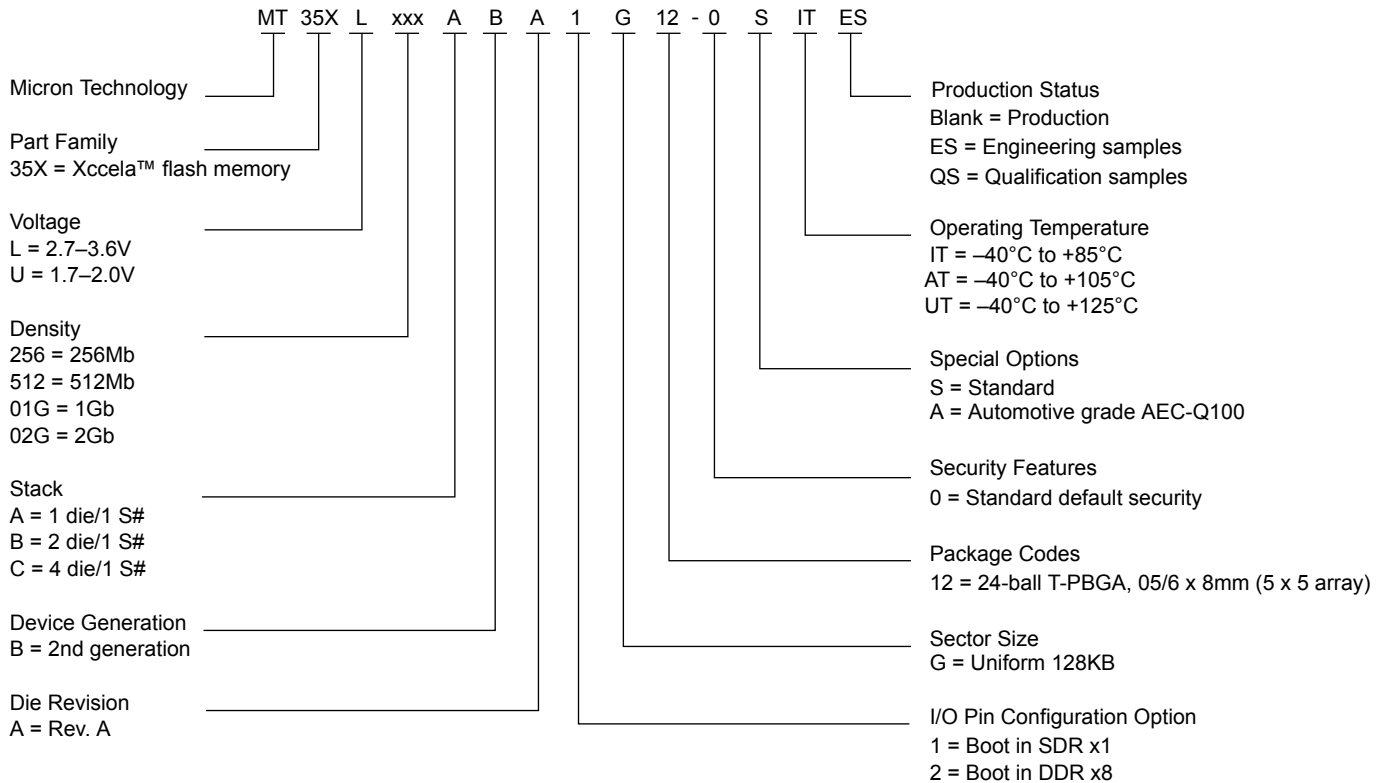 MT 35X L xxx A B A 1 G 12 - 0 S IT ES
Micron Technology
Part Family
35X = Xccela™ flash memory
Voltage
L = 2.7–3.6V
U = 1.7–2.0V
Density
256 = 256Mb
512 = 512Mb
01G = 1Gb
02G = 2Gb
Stack
A = 1 die/1 S#
B = 2 die/1 S#
C = 4 die/1 S#
Device Generation
B = 2nd generation
Die Revision
A = Rev. A
Production Status
Blank = Production
ES = Engineering samples
QS = Qualification samples
Operating Temperature
IT = –40°C to +85°C
AT = –40°C to +105°C
UT = –40°C to +125°C
Special Options
S = Standard
A = Automotive grade AEC-Q100
Security Features
0 = Standard default security
Package Codes
12 = 24-ball T-PBGA, 05/6 x 8mm (5 x 5 array)
Sector Size
G = Uniform 128KB
I/O Pin Configuration Option
1 = Boot in SDR x1
2 = Boot in DDR x8